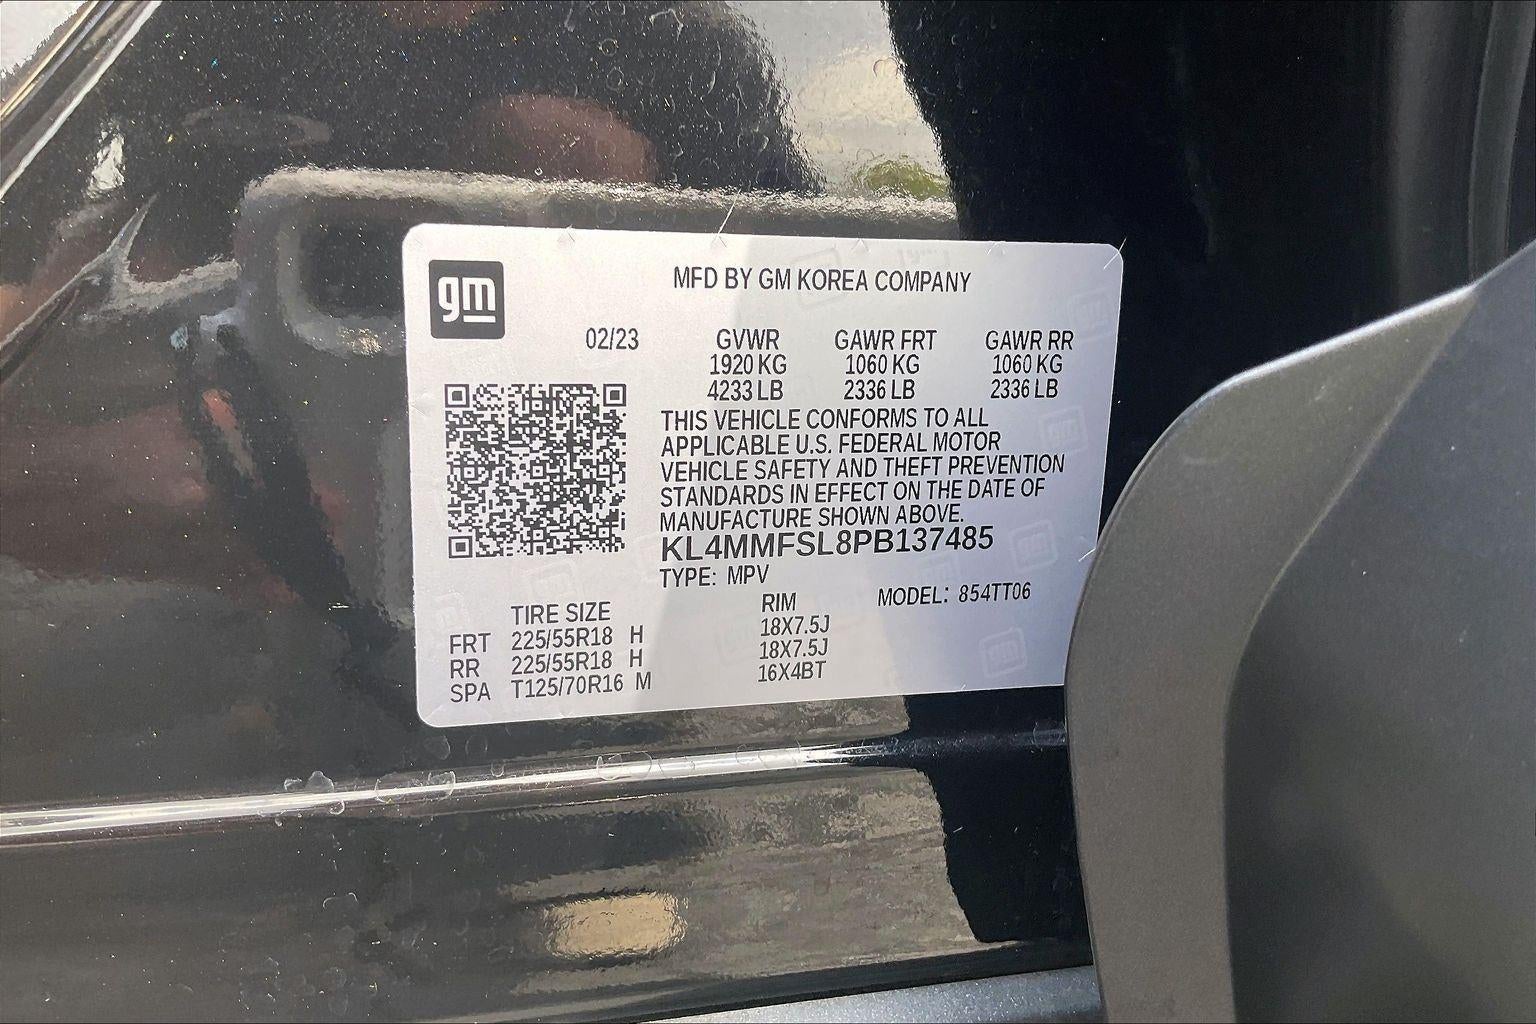 gm
MFD BY GM KOREA COMPANY
02/23 GVWR GAWR FRT GAWR RR
1920 KG 1060 KG 1060 KG
4233 LB 2336 LB 2336 LB
THIS VEHICLE CONFORMS TO ALL
APPLICABLE U.S. FEDERAL MOTOR
VEHICLE SAFETY AND THEFT PREVENTION
STANDARDS IN EFFECT ON THE DATE OF
MANUFACTURE SHOWN ABOVE.
KL4MMFSL8PB137485
TYPE: MPV
MODEL: 854TT06
TIRE SIZE RIM
FRT 225/55R18 H 18X7.5J
RR 225/55R18 H 18X7.5J
SPA T125/70R16 M 16X4BT